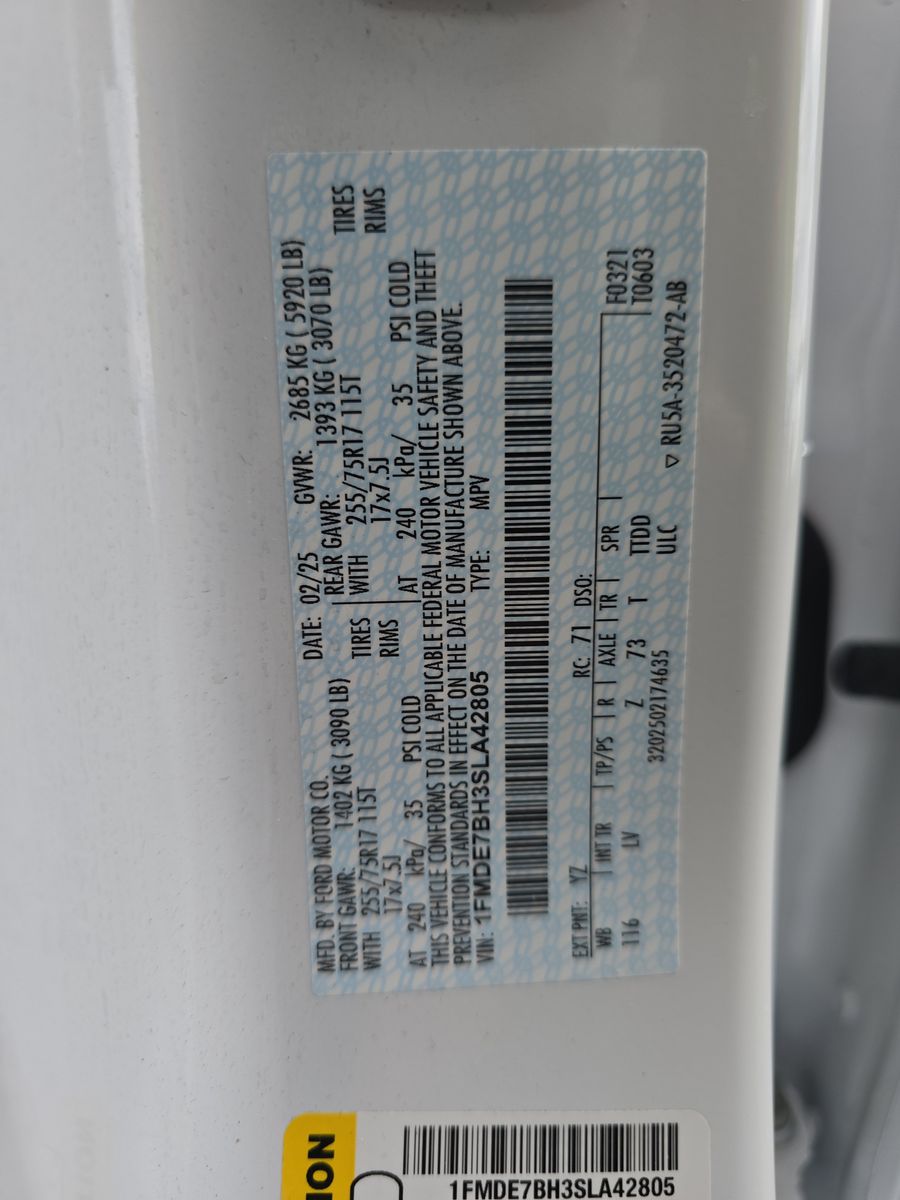 MFD. BY FORD MOTOR CO.
DATE: 02/25 GVWR: 2685 KG ( 5920 LB)
FRONT GAWR: 1402 KG ( 3090 LB)
REAR GAWR: 1393 KG ( 3070 LB)
WITH 255/75R17 115T TIRES
WITH 255/75R17 115T TIRES
17x7.5J RIMS
17x7.5J RIMS
AT 240 kPa/ 35 PSI COLD
AT 240 kPa/ 35 PSI COLD
THIS VEHICLE CONFORMS TO ALL APPLICABLE FEDERAL MOTOR VEHICLE SAFETY AND THEFT
PREVENTION STANDARDS IN EFFECT ON THE DATE OF MANUFACTURE SHOWN ABOVE.
VIN: 1FMDE7BH3SLA42805 TYPE: MPV
EXT PNT: YZ RC: 71 DSO:
WB INT TR TP/PS R AXLE TR SPR F0321
116 LV Z 73 T TTDD T0603
3202502174635 ULC
▽ RU5A-3520472-AB
ION
1FMDE7BH3SLA42805